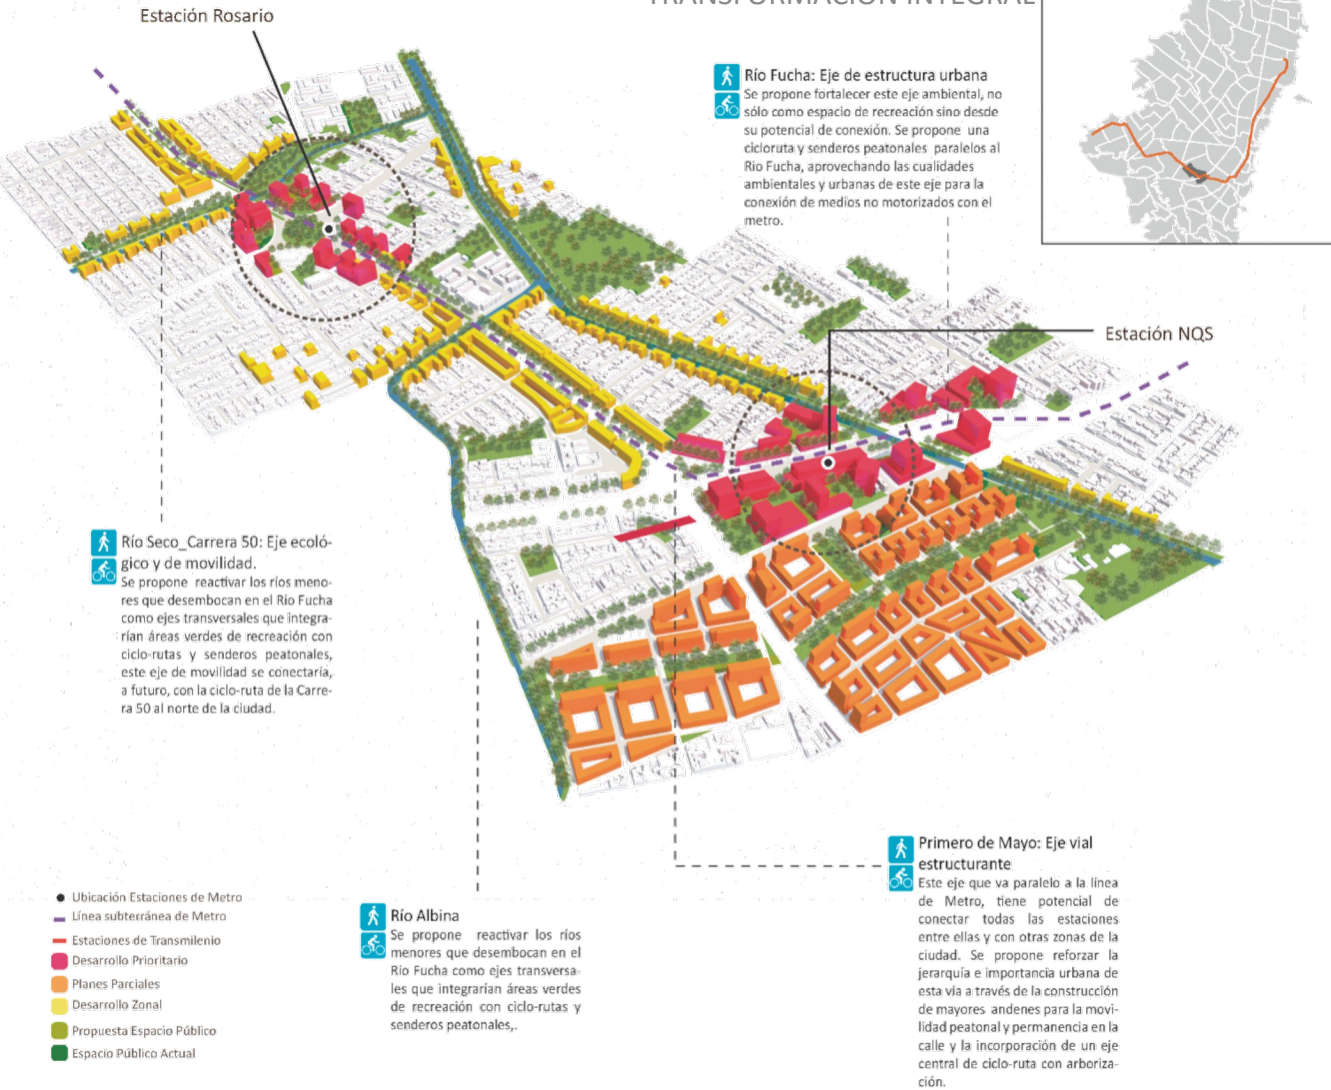 TRANSFORMACIÓN INTEGRAL
Estación Rosario
Río Fucha: Eje de estructura urbana
Se propone fortalecer este eje ambiental, no
sólo como espacio de recreación sino desde
su potencial de conexión. Se propone una
cicloruta y senderos peatonales paralelos al
Río Fucha, aprovechando las cualidades
ambientales y urbanas de este eje para la
conexión de medios no motorizados con el
metro.
Estación NQS
Río Seco_Carrera 50: Eje ecoló-
gico y de movilidad.
Se propone reactivar los ríos meno-
res que desembocan en el Río Fucha
como ejes transversales que integra-
rían áreas verdes de recreación con
ciclo-rutas y senderos peatonales,
este eje de movilidad se conectaría,
a futuro, con la ciclo-ruta de la Carre-
ra 50 al norte de la ciudad.
Ubicación Estaciones de Metro
Línea subterránea de Metro
Estaciones de Transmilenio
Desarrollo Prioritario
Planes Parciales
Desarrollo Zonal
Propuesta Espacio Público
Espacio Público Actual
Río Albina
Se propone reactivar los ríos
menores que desembocan en el
Río Fucha como ejes transversa-
les que integrarían áreas verdes
de recreación con ciclo-rutas y
senderos peatonales,.
Primero de Mayo: Eje vial
estructurante
Este eje que va paralelo a la línea
de Metro, tiene potencial de
conectar todas las estaciones
entre ellas y con otras zonas de la
ciudad. Se propone reforzar la
jerarquía e importancia urbana de
esta vía a través de la construcción
de mayores andenes para la movi-
lidad peatonal y permanencia en la
calle y la incorporación de un eje
central de ciclo-ruta con arboriza-
ción.